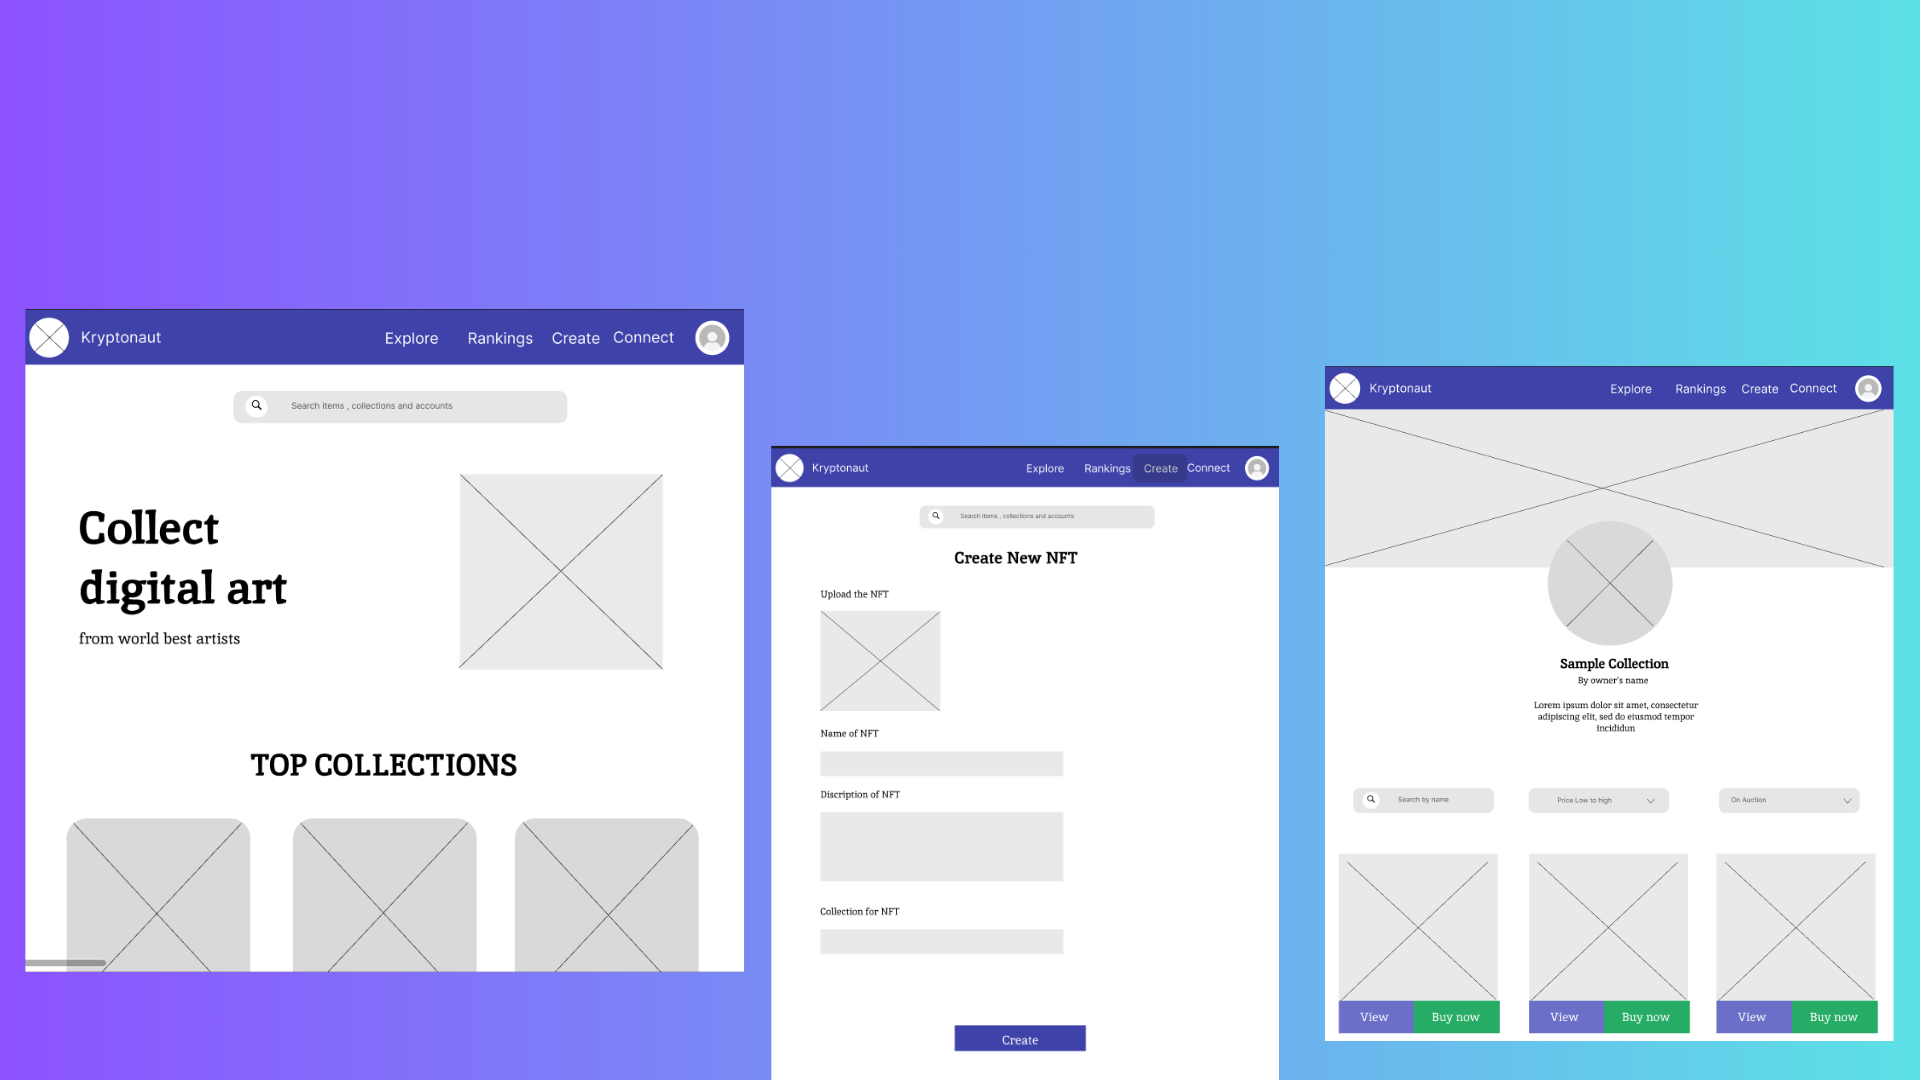 Kryptonaut Explore Rankings Create Connect
Search items , collections and accounts
Collect
digital art
from world best artists
TOP COLLECTIONS
Kryptonaut Explore Rankings Create Connect
Search items , collections and accounts
Create New NFT
Upload the NFT
Name of NFT
Discription of NFT
Collection for NFT
Create
Kryptonaut Explore Rankings Create Connect
Sample Collection
By owner's name
Lorem ipsum dolor sit amet, consectetur
adipiscing elit, sed do eiusmod tempor
incididun
Search by name Price Low to high On Auction
View Buy now View Buy now View Buy now